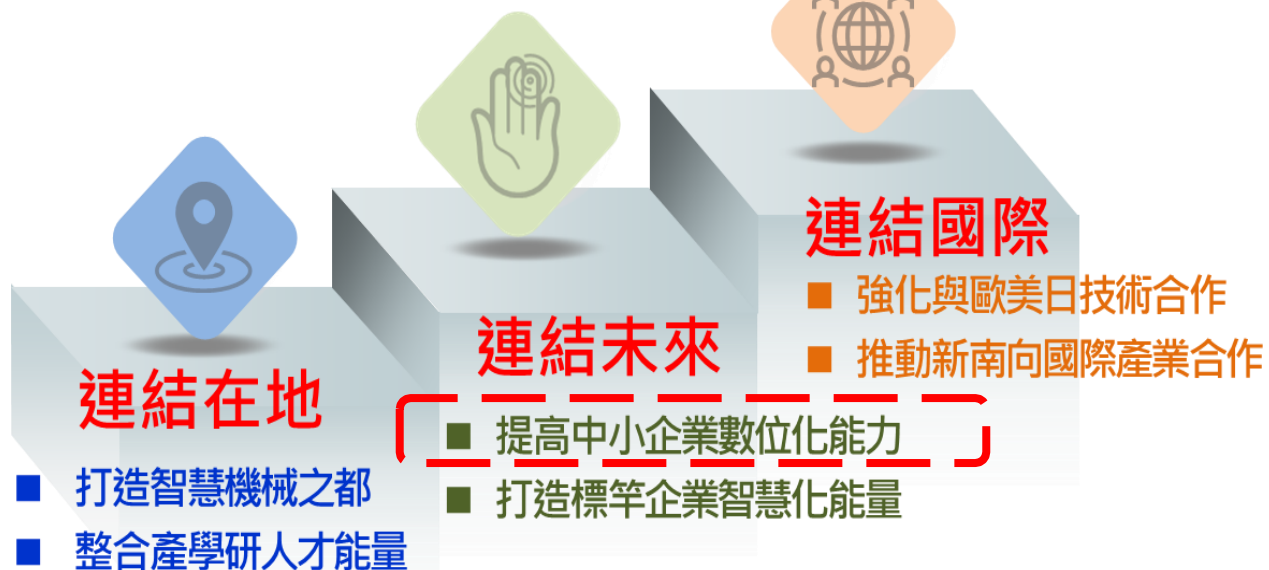 連結在地
■ 打造智慧機械之都
■ 整合產學研人才能量
連結未來
■ 提高中小企業數位化能力
■ 打造標竿企業智慧化能量
連結國際
■ 強化與歐美日技術合作
■ 推動新南向國際產業合作